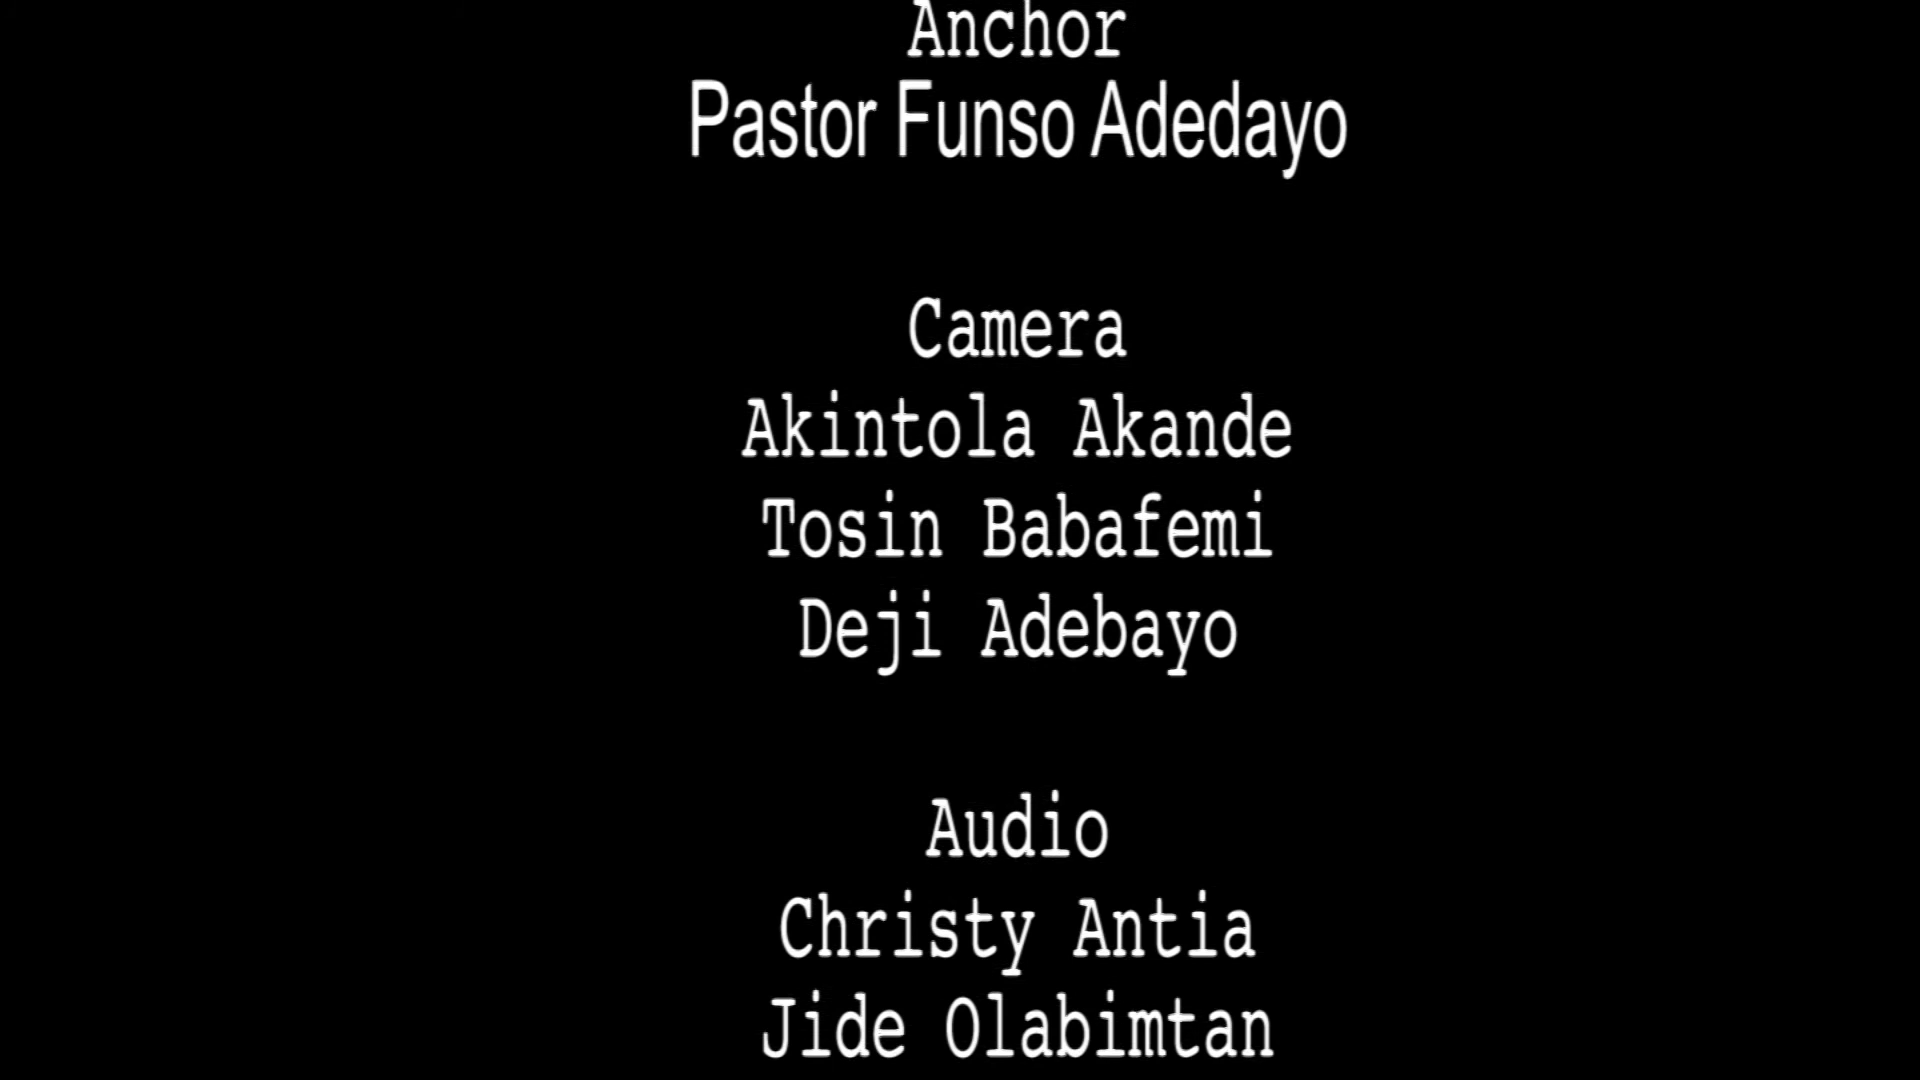 Anchor
Pastor Funso Adedayo
Camera
Akintola Akande
Tosin Babafemi
Deji Adebayo
Audio
Christy Antia
Jide Olabimtan